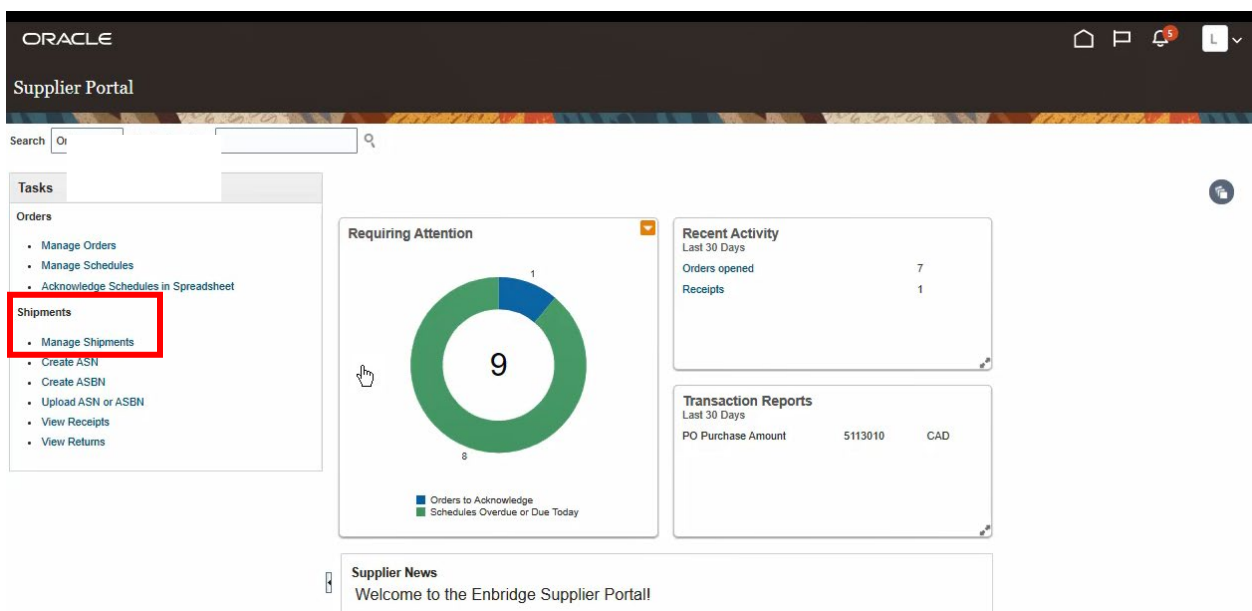 ORACLE
5
L
Supplier Portal
Search
Tasks
Orders
Manage Orders
Manage Schedules
Acknowledge Schedules in Spreadsheet
Shipments
Manage Shipments
Create ASN
Create ASBN
Upload ASN or ASBN
View Receipts
View Returns
Requiring Attention
1
9
8
Orders to Acknowledge
Schedules Overdue or Due Today
Recent Activity
Last 30 Days
Orders opened 7
Receipts 1
Transaction Reports
Last 30 Days
PO Purchase Amount 5113010 CAD
Supplier News
Welcome to the Enbridge Supplier Portal!